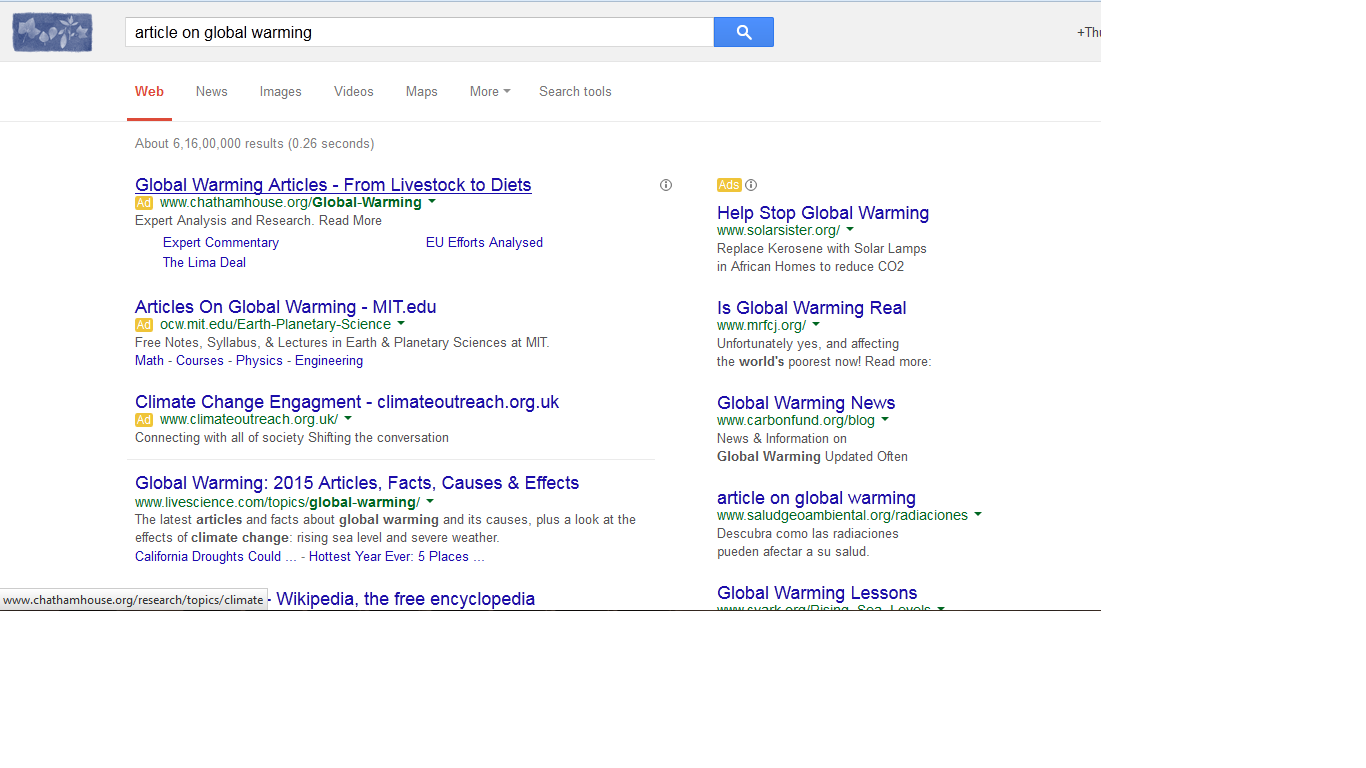 article on global warming
+Thu
Web News Images Videos Maps More Search tools
About 6,16,00,000 results (0.26 seconds)
Global Warming Articles - From Livestock to Diets
Ad www.chathamhouse.org/Global-Warming
Expert Analysis and Research. Read More
Expert Commentary EU Efforts Analysed
The Lima Deal
Articles On Global Warming - MIT.edu
Ad ocw.mit.edu/Earth-Planetary-Science
Free Notes, Syllabus, & Lectures in Earth & Planetary Sciences at MIT.
Math - Courses - Physics - Engineering
Climate Change Engagment - climateoutreach.org.uk
Ad www.climateoutreach.org.uk/
Connecting with all of society Shifting the conversation
Global Warming: 2015 Articles, Facts, Causes & Effects
www.livescience.com/topics/global-warming/
The latest articles and facts about global warming and its causes, plus a look at the
effects of climate change: rising sea level and severe weather.
California Droughts Could ... - Hottest Year Ever: 5 Places ...
- Wikipedia, the free encyclopedia
www.chathamhouse.org/research/topics/climate
Ads
Help Stop Global Warming
www.solarsister.org/
Replace Kerosene with Solar Lamps
in African Homes to reduce CO2
Is Global Warming Real
www.mrfcj.org/
Unfortunately yes, and affecting
the world's poorest now! Read more:
Global Warming News
www.carbonfund.org/blog
News & Information on
Global Warming Updated Often
article on global warming
www.saludgeoambiental.org/radiaciones
Descubra como las radiaciones
pueden afectar a su salud.
Global Warming Lessons